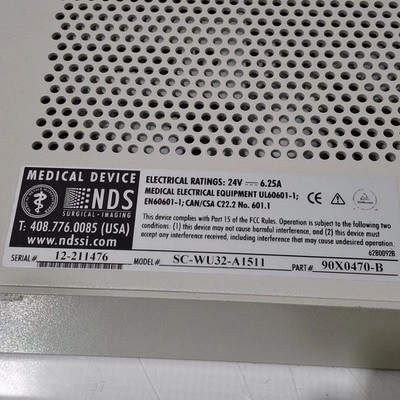 MEDICAL DEVICE
NDS
SURGICAL · IMAGING
T: 408.776.0085 (USA)
www.ndssi.com
ELECTRICAL RATINGS: 24V ⎓ 6.25A
MEDICAL ELECTRICAL EQUIPMENT UL60601-1;
EN60601-1; CAN/CSA C22.2 No. 601.1
This device complies with Part 15 of the FCC Rules. Operation is subject to the following two
conditions: (1) this device may not cause harmful interference, and (2) this device must
accept any interference received, including interference that may cause undesired operation.
62B0092B
SERIAL# 12-211476 MODEL# SC-WU32-A1511 PART# 90X0470-B